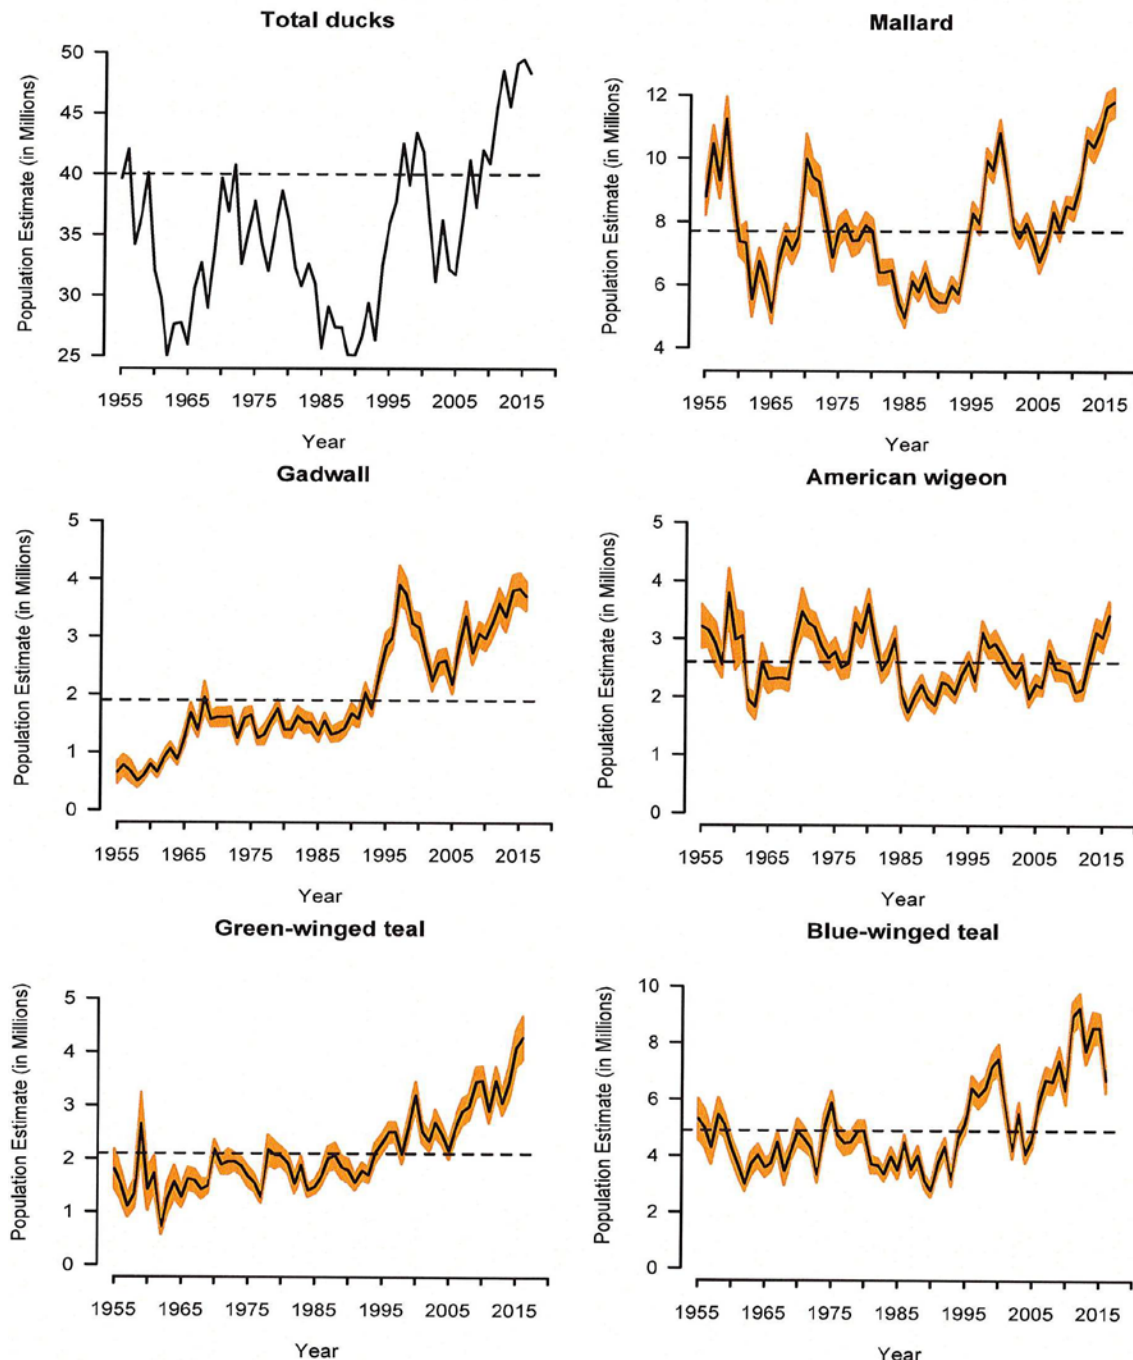 Total ducks
Population Estimate (in Millions)
50
45
40
35
30
25
1955 1965 1975 1985 1995 2005 2015
Year
Mallard
Population Estimate (in Millions)
12
10
8
6
4
1955 1965 1975 1985 1995 2005 2015
Year
Gadwall
Population Estimate (in Millions)
5
4
3
2
1
0
1955 1965 1975 1985 1995 2005 2015
Year
American wigeon
Population Estimate (in Millions)
5
4
3
2
1
0
1955 1965 1975 1985 1995 2005 2015
Year
Green-winged teal
Population Estimate (in Millions)
5
4
3
2
1
0
1955 1965 1975 1985 1995 2005 2015
Year
Blue-winged teal
Population Estimate (in Millions)
10
8
6
4
2
0
1955 1965 1975 1985 1995 2005 2015
Year